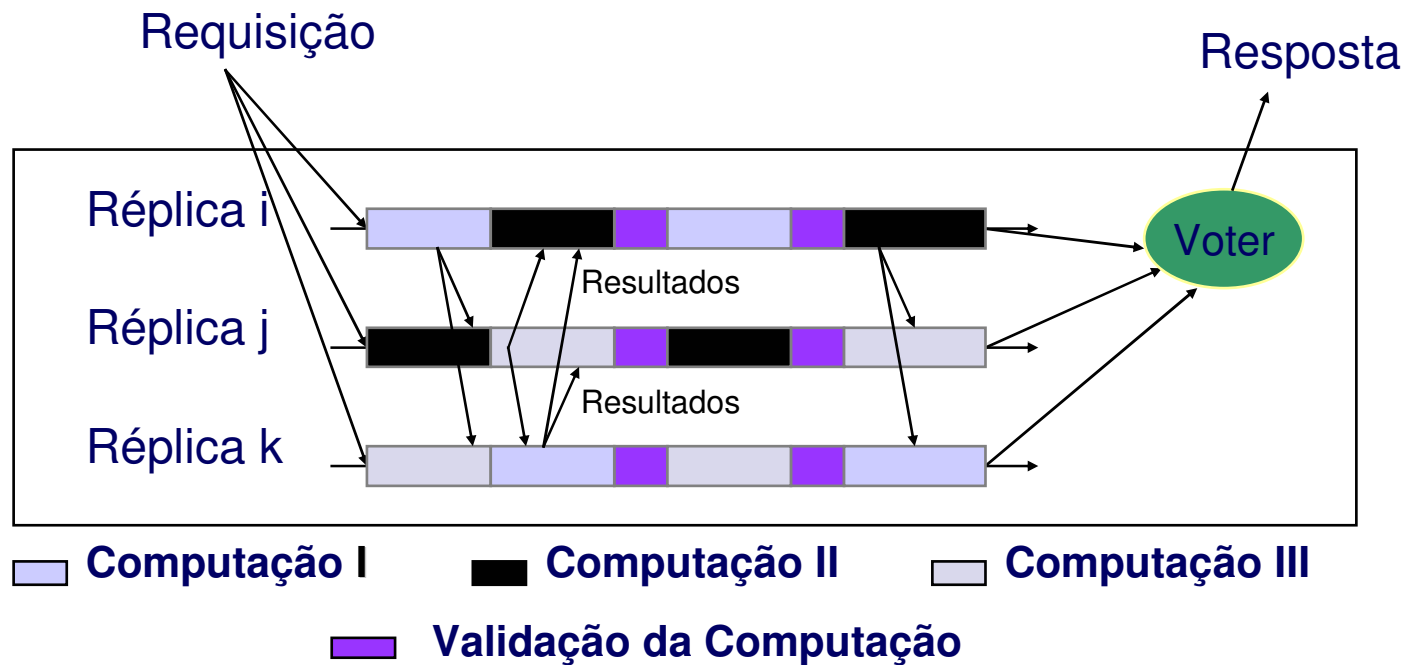 Requisição
Resposta
Réplica i
Voter
Resultados
Réplica j
Resultados
Réplica k
Computação I
Computação II
Computação III
Validação da Computação